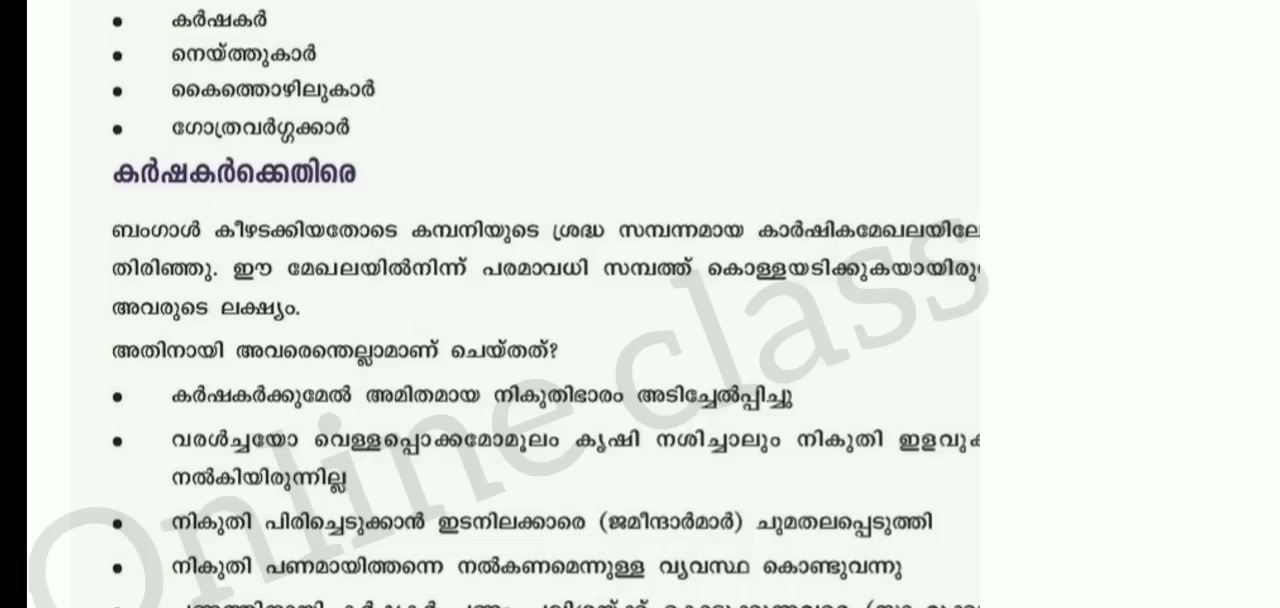 കർഷകർ
നെയ്ത്തുകാർ
കൈത്തൊഴിലുകാർ
ഗോത്രവർഗ്ഗക്കാർ
കർഷകർക്കെതിരെ
ബംഗാൾ കീഴടക്കിയതോടെ കമ്പനിയുടെ ശ്രദ്ധ സമ്പന്നമായ കാർഷികമേഖലയിലേ
തിരിഞ്ഞു. ഈ മേഖലയിൽനിന്ന് പരമാവധി സമ്പത്ത് കൊള്ളയടിക്കുകയായിരു
അവരുടെ ലക്ഷ്യം.
അതിനായി അവരെന്തെല്ലാമാണ് ചെയ്തത്?
കർഷകർക്കുമേൽ അമിതമായ നികുതിഭാരം അടിച്ചേൽപ്പിച്ചു
വരൾച്ചയോ വെള്ളപ്പൊക്കമോമൂലം കൃഷി നശിച്ചാലും നികുതി ഇളവുക
നൽകിയിരുന്നില്ല
നികുതി പിരിച്ചെടുക്കാൻ ഇടനിലക്കാരെ (ജമീന്ദാർമാർ) ചുമതലപ്പെടുത്തി
നികുതി പണമായിത്തന്നെ നൽകണമെന്നുള്ള വ്യവസ്ഥ കൊണ്ടുവന്നു
Online class